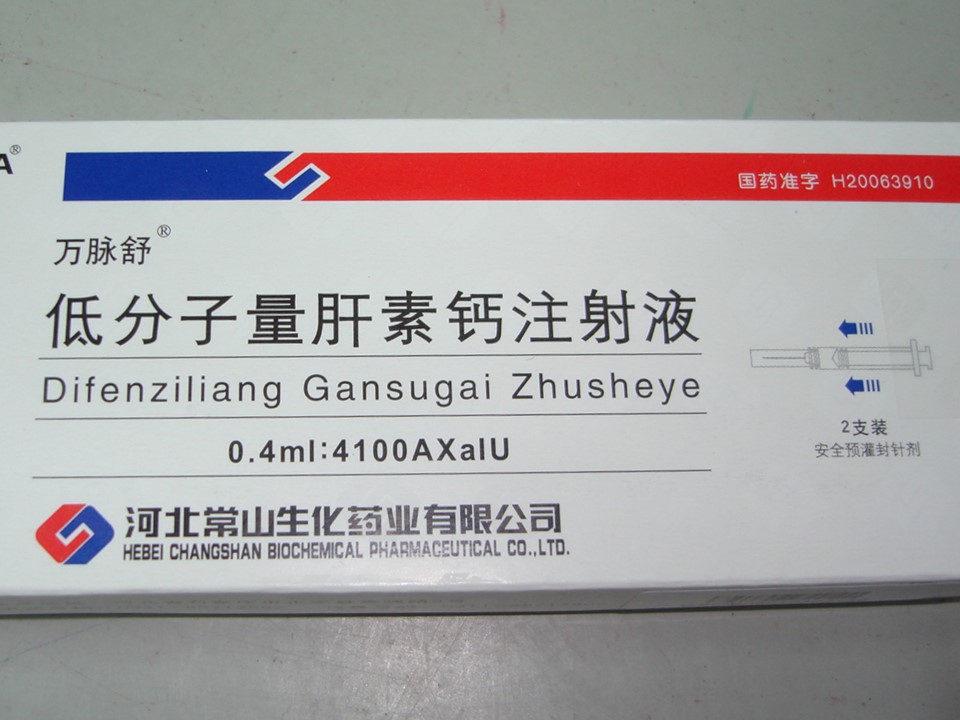 A®
国药准字 H20063910
万脉舒®
低分子量肝素钙注射液
Difenziliang Gansugai Zhusheye
0.4ml:4100AXaIU
2支装
安全预灌封针剂
河北常山生化药业有限公司
HEBEI CHANGSHAN BIOCHEMICAL PHARMACEUTICAL CO.,LTD.